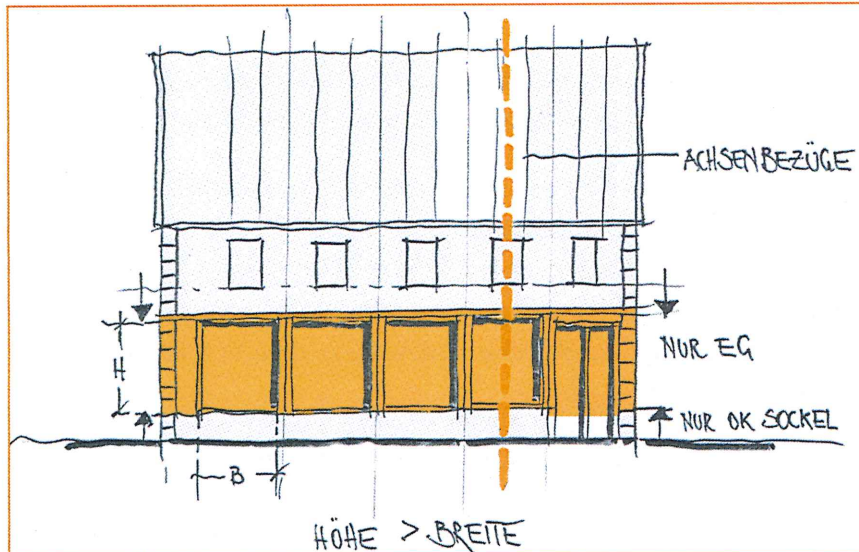 ACHSENBEZÜGE
H
NUR EG
NUR OK SOCKEL
B
HÖHE > BREITE